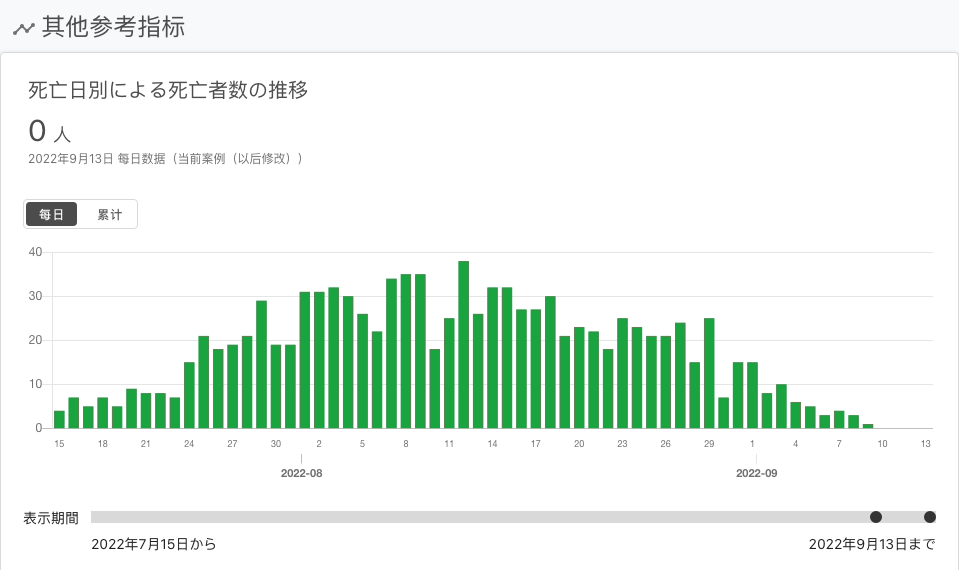 其他参考指标
死亡日別による死亡者数の推移
0 人
2022年9月13日 每日数据（当前案例（以后修改））
每日 累计
40
30
20
10
0
15 18 21 24 27 30 2 5 8 11 14 17 20 23 26 29 1 4 7 10 13
2022-08 2022-09
表示期間
2022年7月15日から 2022年9月13日まで